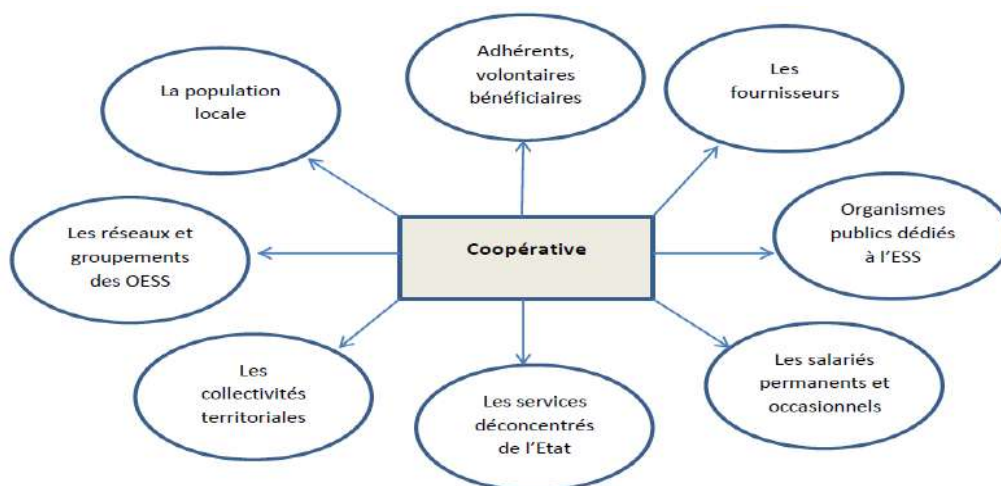 Adhérents,
volontaires
bénéficiaires
La population
locale
Les
fournisseurs
Les réseaux et
groupements
des OESS
Coopérative
Organismes
publics dédiés
à l'ESS
Les
collectivités
territoriales
Les services
déconcentrés
de l'Etat
Les salariés
permanents et
occasionnels